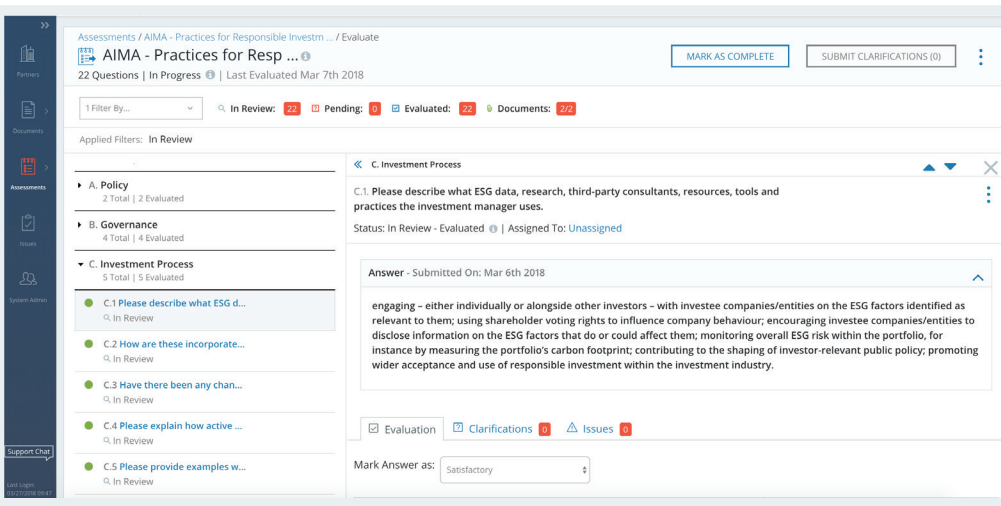 Partners
Documents
Assessments
Issues
System Admin
Support Chat
Last Login:
03/27/2018 09:47
Assessments / AIMA - Practices for Responsible Investm ... / Evaluate
AIMA - Practices for Resp ...
22 Questions | In Progress | Last Evaluated Mar 7th 2018
MARK AS COMPLETE
SUBMIT CLARIFICATIONS (0)
1 Filter By...
In Review: 22 Pending: 0 Evaluated: 22 Documents: 2/2
Applied Filters: In Review
A. Policy
2 Total | 2 Evaluated
B. Governance
4 Total | 4 Evaluated
C. Investment Process
5 Total | 5 Evaluated
C.1 Please describe what ESG d...
In Review
C.2 How are these incorporate...
In Review
C.3 Have there been any chan...
In Review
C.4 Please explain how active ...
In Review
C.5 Please provide examples w...
In Review
C. Investment Process
C.1. Please describe what ESG data, research, third-party consultants, resources, tools and
practices the investment manager uses.
Status: In Review - Evaluated | Assigned To: Unassigned
Answer - Submitted On: Mar 6th 2018
engaging – either individually or alongside other investors – with investee companies/entities on the ESG factors identified as
relevant to them; using shareholder voting rights to influence company behaviour; encouraging investee companies/entities to
disclose information on the ESG factors that do or could affect them; monitoring overall ESG risk within the portfolio, for
instance by measuring the portfolio's carbon footprint; contributing to the shaping of investor-relevant public policy; promoting
wider acceptance and use of responsible investment within the investment industry.
Evaluation
Clarifications 0
Issues 0
Mark Answer as: Satisfactory